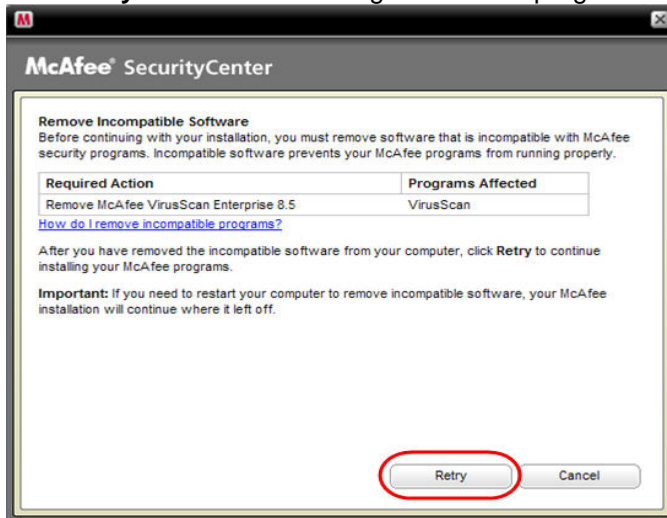 McAfee® SecurityCenter
Remove Incompatible Software
Before continuing with your installation, you must remove software that is incompatible with McAfee
security programs. Incompatible software prevents your McAfee programs from running properly.
Required Action Programs Affected
Remove McAfee VirusScan Enterprise 8.5 VirusScan
How do I remove incompatible programs?
After you have removed the incompatible software from your computer, click Retry to continue
installing your McAfee programs.
Important: If you need to restart your computer to remove incompatible software, your McAfee
installation will continue where it left off.
Retry Cancel